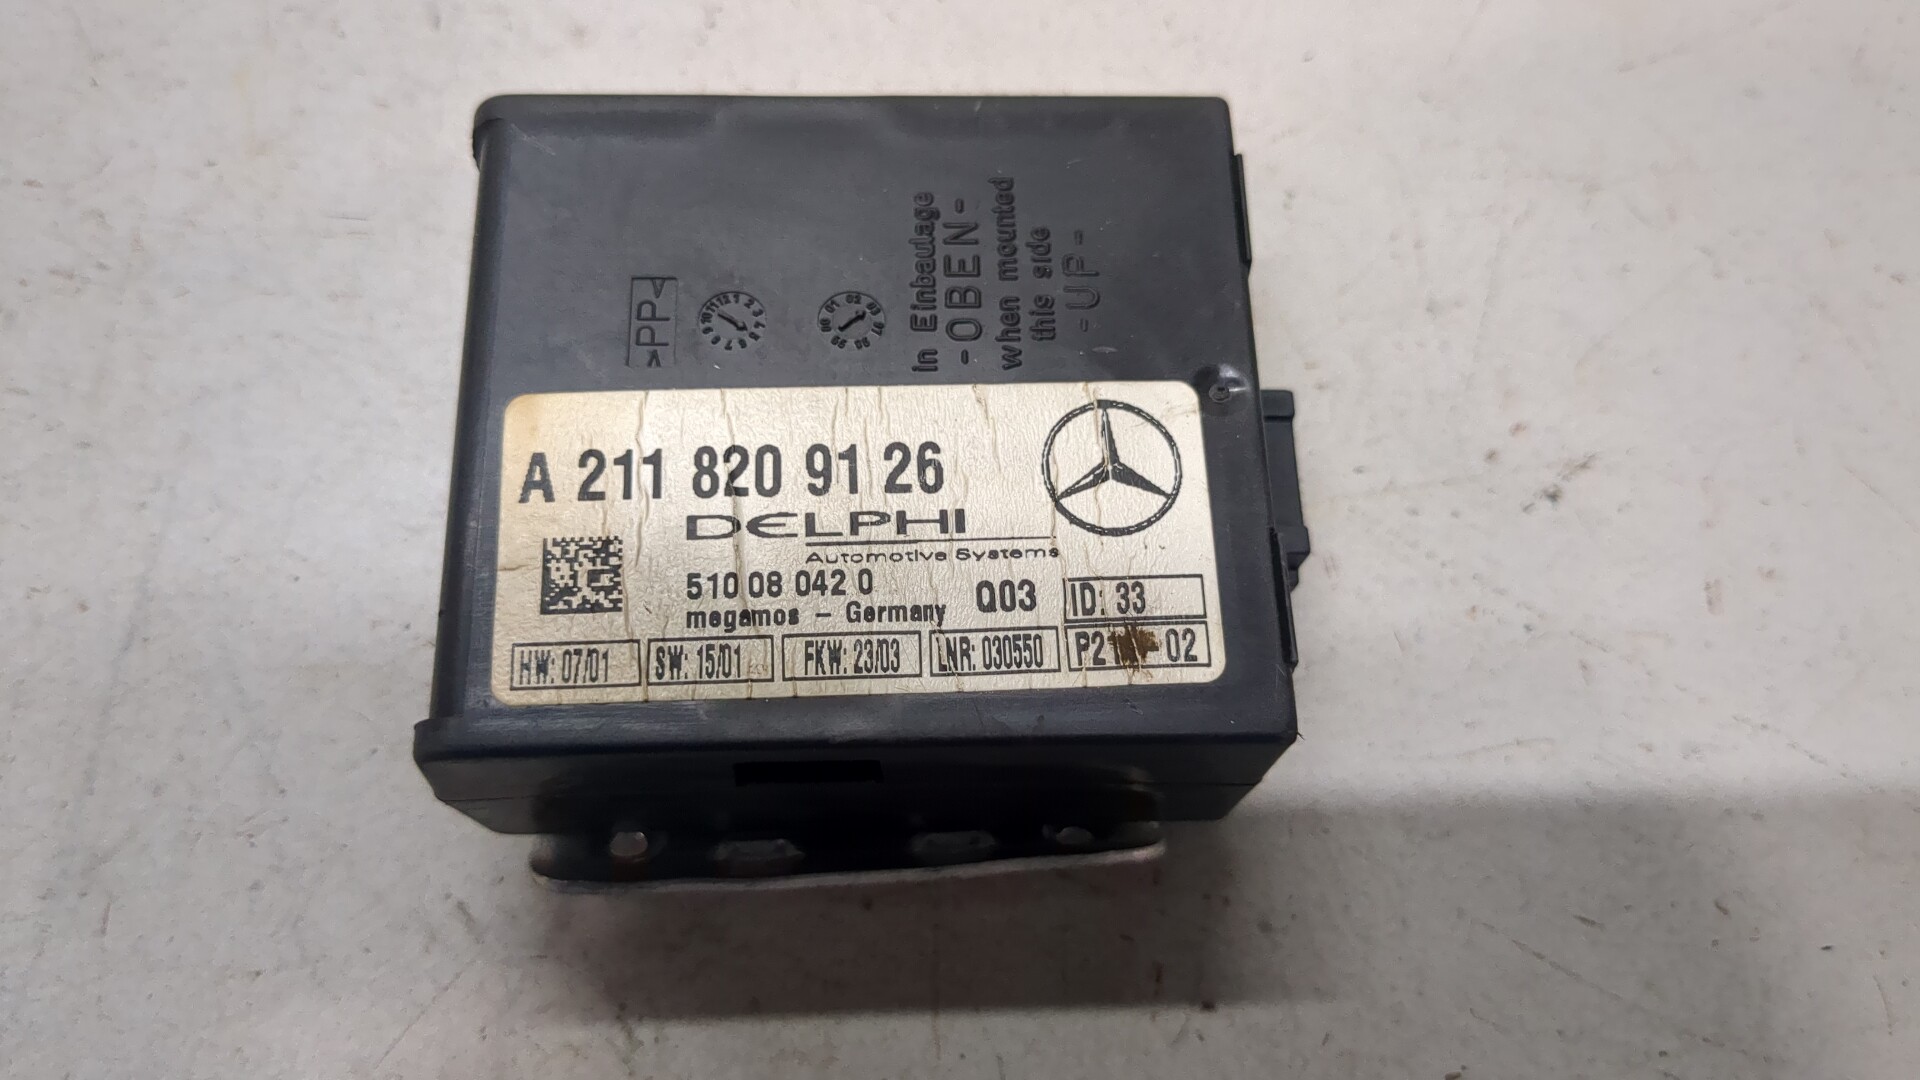 >PP<
in Einbaulage
-OBEN-
when mounted
this side
-UP-
A 211 820 91 26
DELPHI
Automotive Systems
510 08 042 0
megamos - Germany
Q03
ID: 33
HW: 07/01
SW: 15/01
FKW: 23/03
LNR: 030550
02